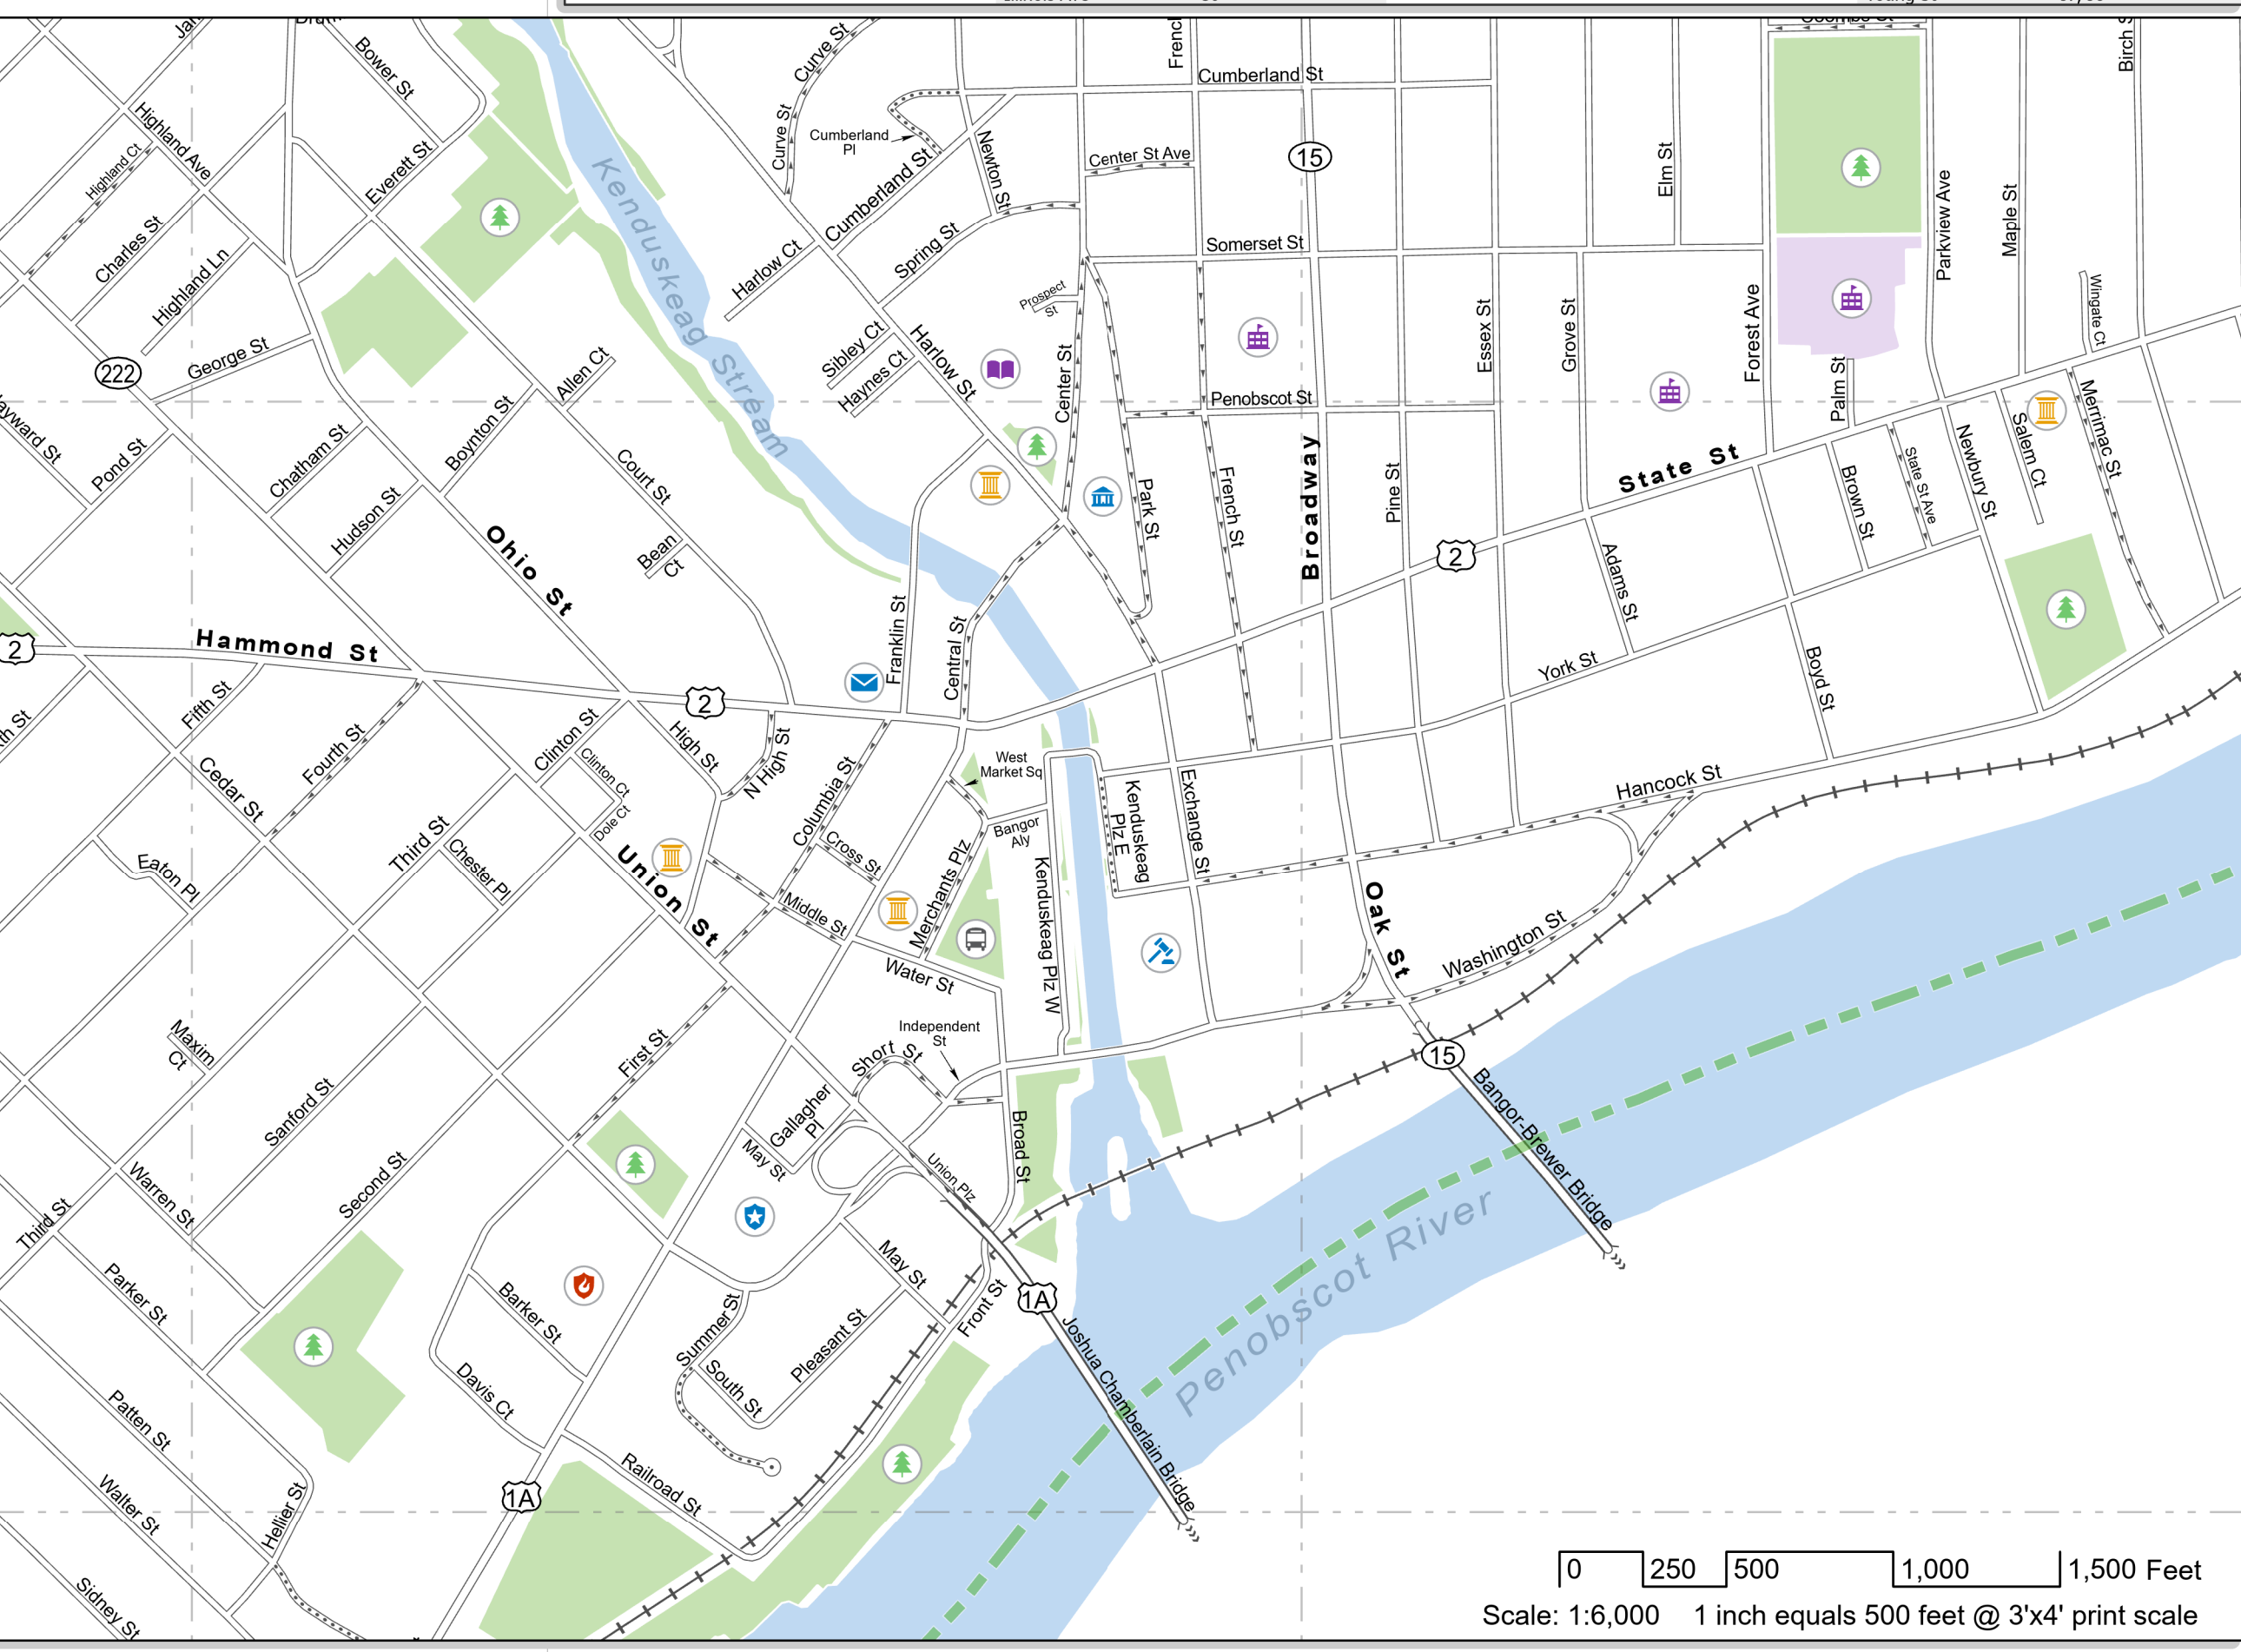 Bower St
Curve St
Cumberland St
Highland Ave
Highland Ct
Everett St
Curve St
Cumberland
Pl
Center St Ave
15
Newton St
Elm St
Parkview Ave
Maple St
Charles St
Highland Ln
Kenduskeag Stream
Harlow Ct
Cumberland St
Spring St
Somerset St
Prospect
St
Wingate Ct
222
George St
Allen Ct
Sibley Ct
Haynes Ct
Harlow St
Center St
Penobscot St
Essex St
Grove St
Forest Ave
Palm St
Pond St
Chatham St
Boynton St
Court St
Hudson St
Park St
French St
Broadway
Pine St
State St
Brown St
State St Ave
Newbury St
Salem Ct
Merrimac St
Ohio St
Bean
Ct
2
Adams St
Franklin St
Central St
2
Hammond St
York St
Boyd St
2
Fifth St
Fourth St
Clinton St
High St
N High St
West
Market Sq
Cedar St
Clinton Ct
Dole Ct
Columbia St
Cross St
Bangor
Aly
Kenduskeag
Plz E
Exchange St
Hancock St
Third St
Chester Pl
Eaton Pl
Union St
Middle St
Merchants Plz
Kenduskeag Plz W
Oak St
Washington St
Water St
Maxim
Ct
First St
Short St
Independent
St
15
Sanford St
Gallagher
Pl
May St
Broad St
Bangor-Brewer Bridge
Union Plz
Third St
Warren St
Second St
May St
Penobscot River
Parker St
Barker St
Summer St
Pleasant St
Front St
1A
Joshua Chamberlain Bridge
Davis Ct
South St
Patten St
Railroad St
1A
Walter St
Hellier St
Sidney St
0 250 500 1,000 1,500 Feet
Scale: 1:6,000 1 inch equals 500 feet @ 3'x4' print scale